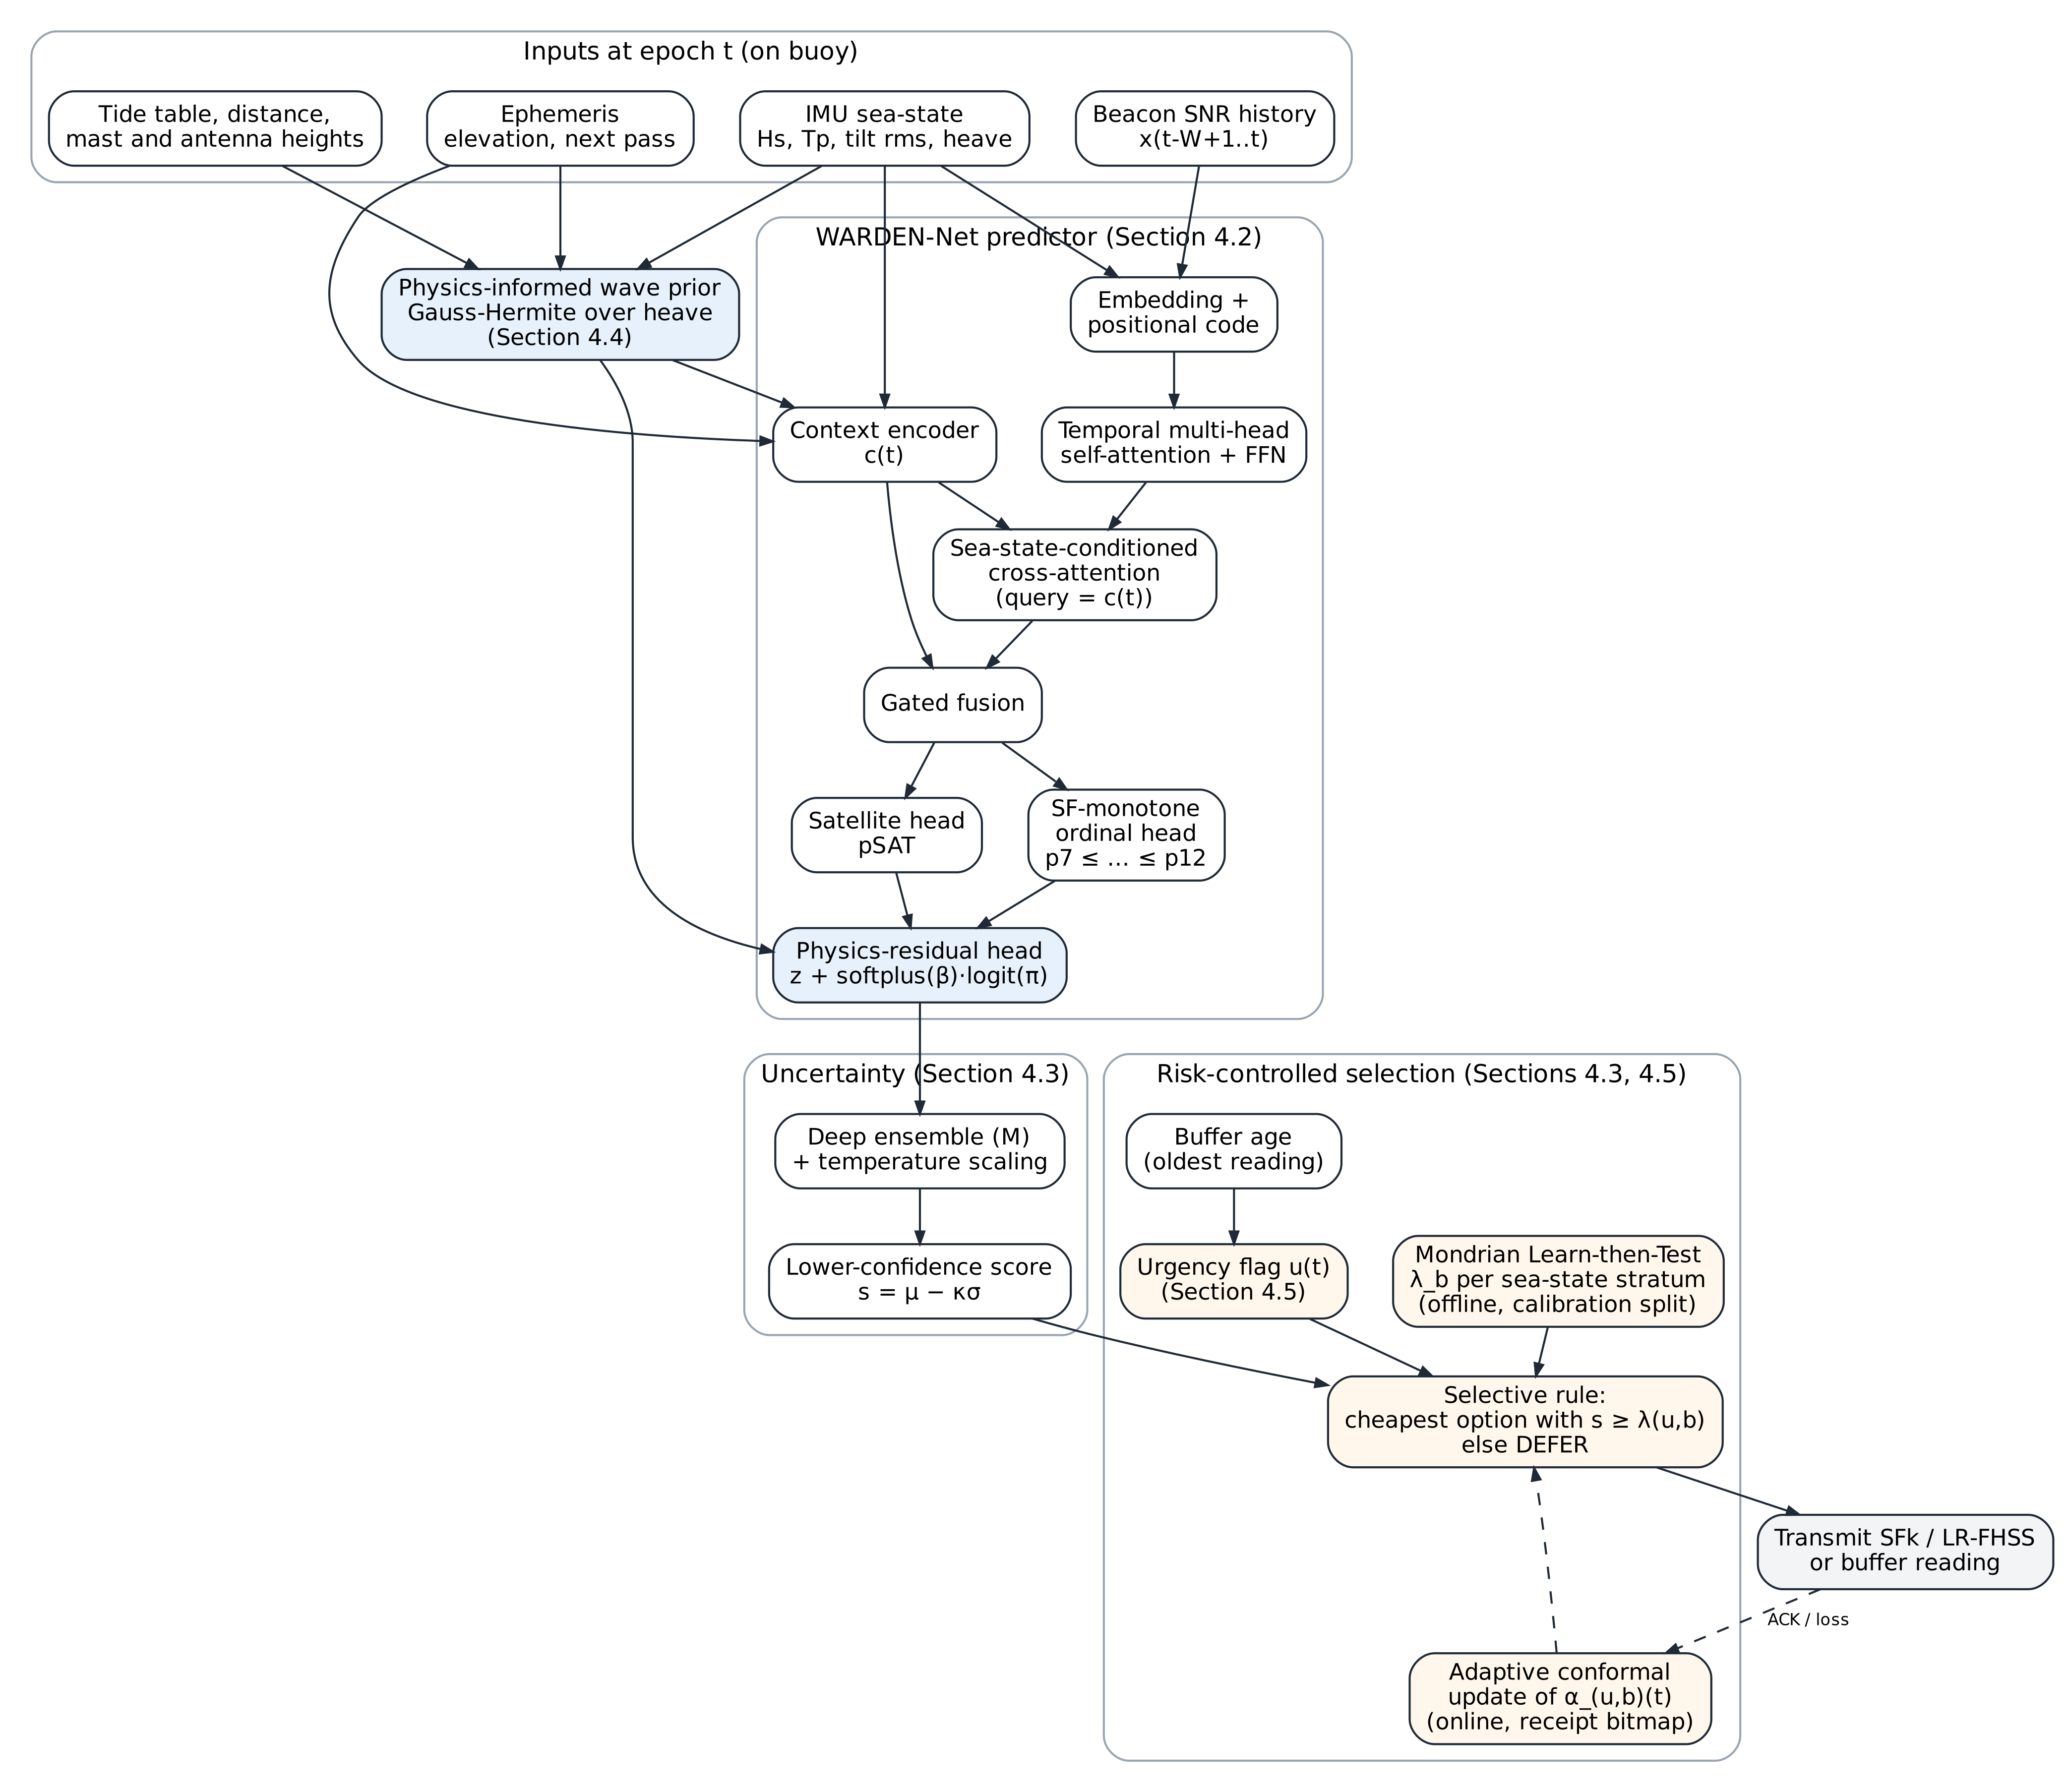 Inputs at epoch t (on buoy)
Tide table, distance,
mast and antenna heights
Ephemeris
elevation, next pass
IMU sea-state
Hs, Tp, tilt rms, heave
Beacon SNR history
x(t-W+1..t)
WARDEN-Net predictor (Section 4.2)
Physics-informed wave prior
Gauss-Hermite over heave
(Section 4.4)
Embedding +
positional code
Context encoder
c(t)
Temporal multi-head
self-attention + FFN
Sea-state-conditioned
cross-attention
(query = c(t))
Gated fusion
Satellite head
pSAT
SF-monotone
ordinal head
p7 ≤ ... ≤ p12
Physics-residual head
z + softplus(β)·logit(π)
Uncertainty (Section 4.3)
Deep ensemble (M)
+ temperature scaling
Lower-confidence score
s = μ − κσ
Risk-controlled selection (Sections 4.3, 4.5)
Buffer age
(oldest reading)
Urgency flag u(t)
(Section 4.5)
Mondrian Learn-then-Test
λ_b per sea-state stratum
(offline, calibration split)
Selective rule:
cheapest option with s ≥ λ(u,b)
else DEFER
Transmit SFk / LR-FHSS
or buffer reading
ACK / loss
Adaptive conformal
update of α_(u,b)(t)
(online, receipt bitmap)